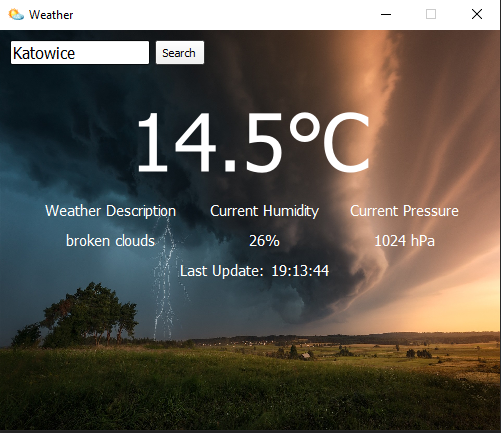 Weather
Katowice Search
14.5°C
Weather Description Current Humidity Current Pressure
broken clouds 26% 1024 hPa
Last Update: 19:13:44